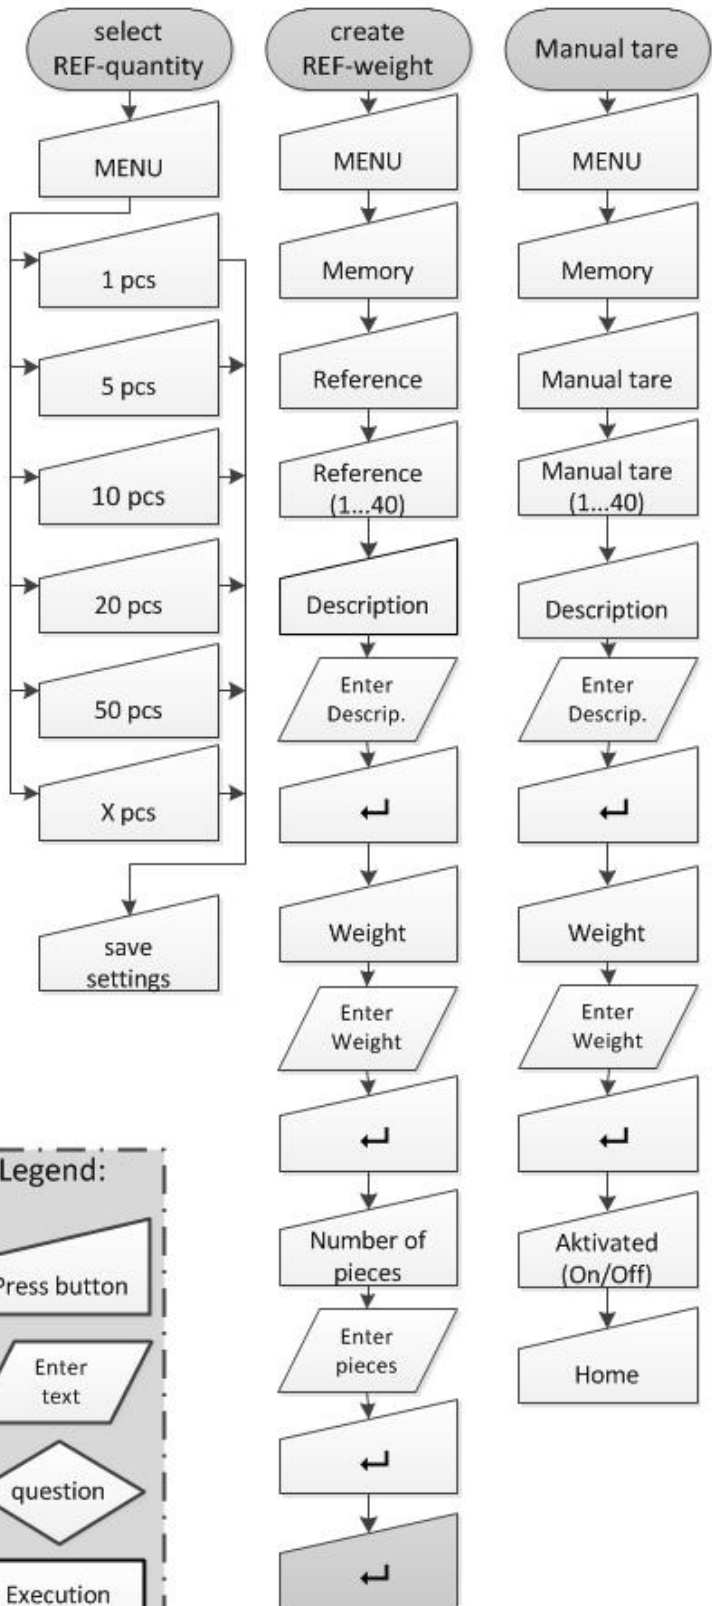 select
REF-quantity
MENU
1 pcs
5 pcs
10 pcs
20 pcs
50 pcs
X pcs
save
settings
create
REF-weight
MENU
Memory
Reference
Reference
(1...40)
Description
Enter
Descrip.
↵
Weight
Enter
Weight
↵
Number of
pieces
Enter
pieces
↵
↵
Manual tare
MENU
Memory
Manual tare
Manual tare
(1...40)
Description
Enter
Descrip.
↵
Weight
Enter
Weight
↵
Aktivated
(On/Off)
Home
Legend:
Press button
Enter
text
question
Execution